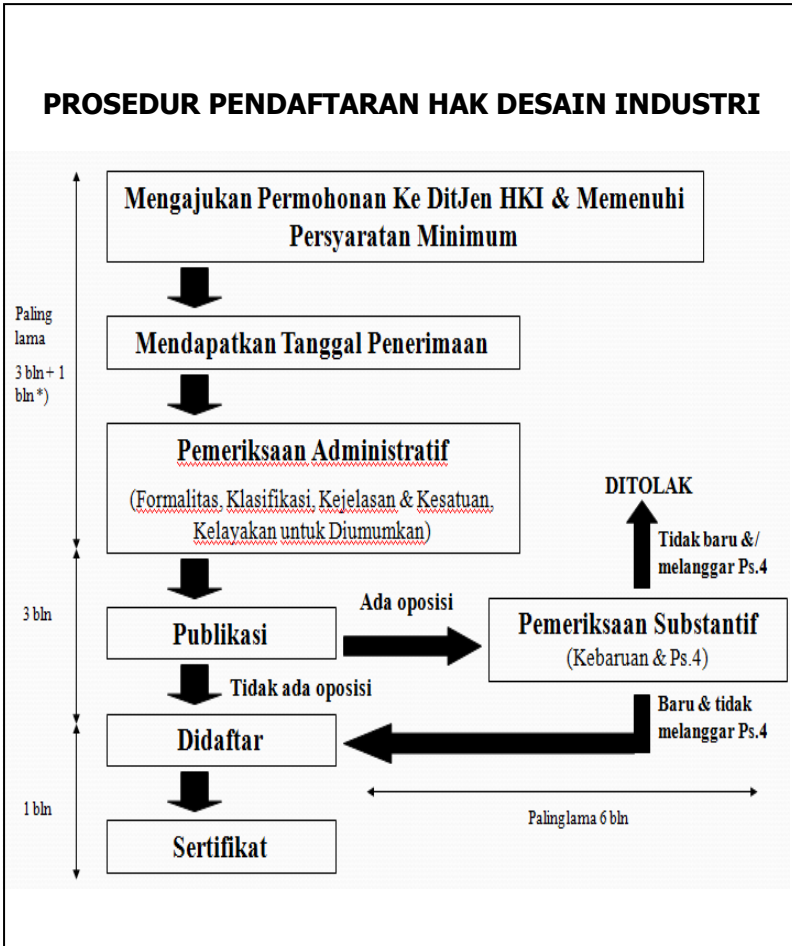 PROSEDUR PENDAFTARAN HAK DESAIN INDUSTRI
Mengajukan Permohonan Ke DitJen HKI & Memenuhi
Persyaratan Minimum
Paling
lama
3 bln + 1
bln *)
Mendapatkan Tanggal Penerimaan
Pemeriksaan Administratif
(Formalitas, Klasifikasi, Kejelasan & Kesatuan,
Kelayakan untuk Diumumkan)
DITOLAK
Tidak baru &/
melanggar Ps.4
3 bln
Publikasi
Ada oposisi
Pemeriksaan Substantif
(Kebaruan & Ps.4)
Tidak ada oposisi
Baru & tidak
melanggar Ps.4
Didaftar
1 bln
Paling lama 6 bln
Sertifikat